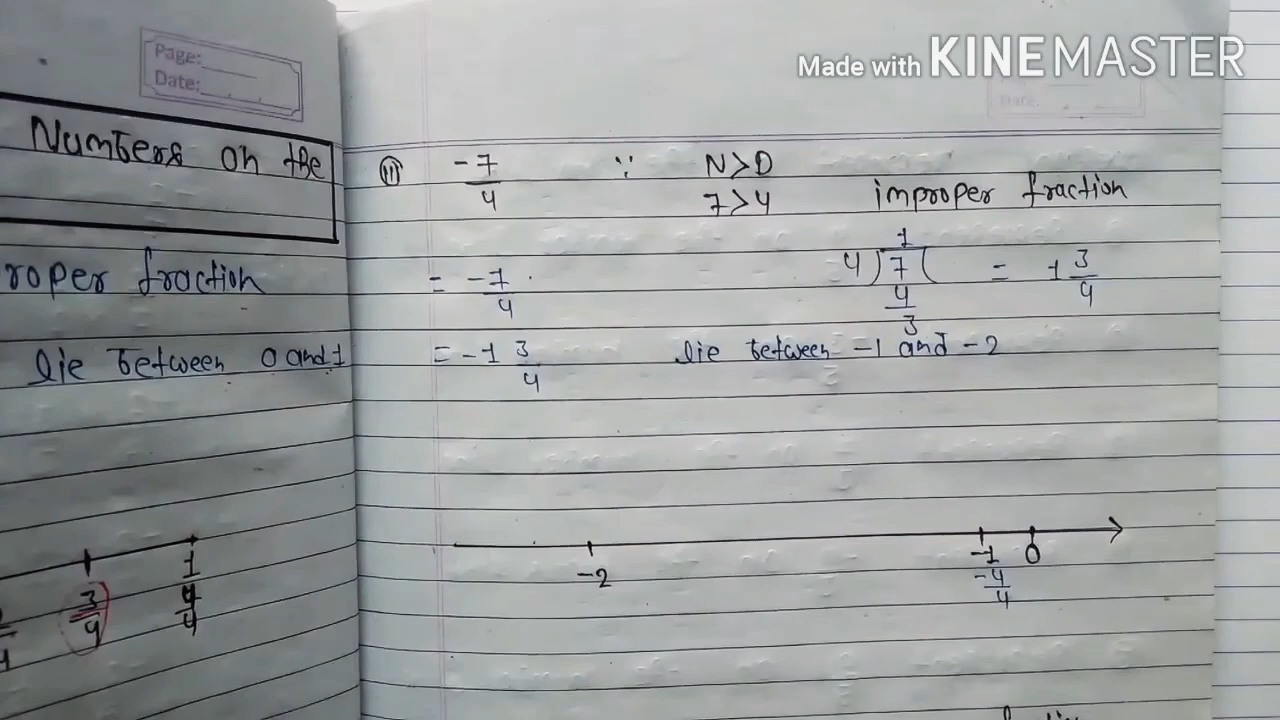 Made with KINEMASTER
Page:
Date:
Date:
Numbers on the
roper fraction
lie between 0 and 1
3/4
1
4/4
(ii) -7/4 ∵ N>D
7>4 improper fraction
= -7/4
4)7(1
4
3
= 1 3/4
= -1 3/4 lie between -1 and -2
-2 -1 0
-4/4